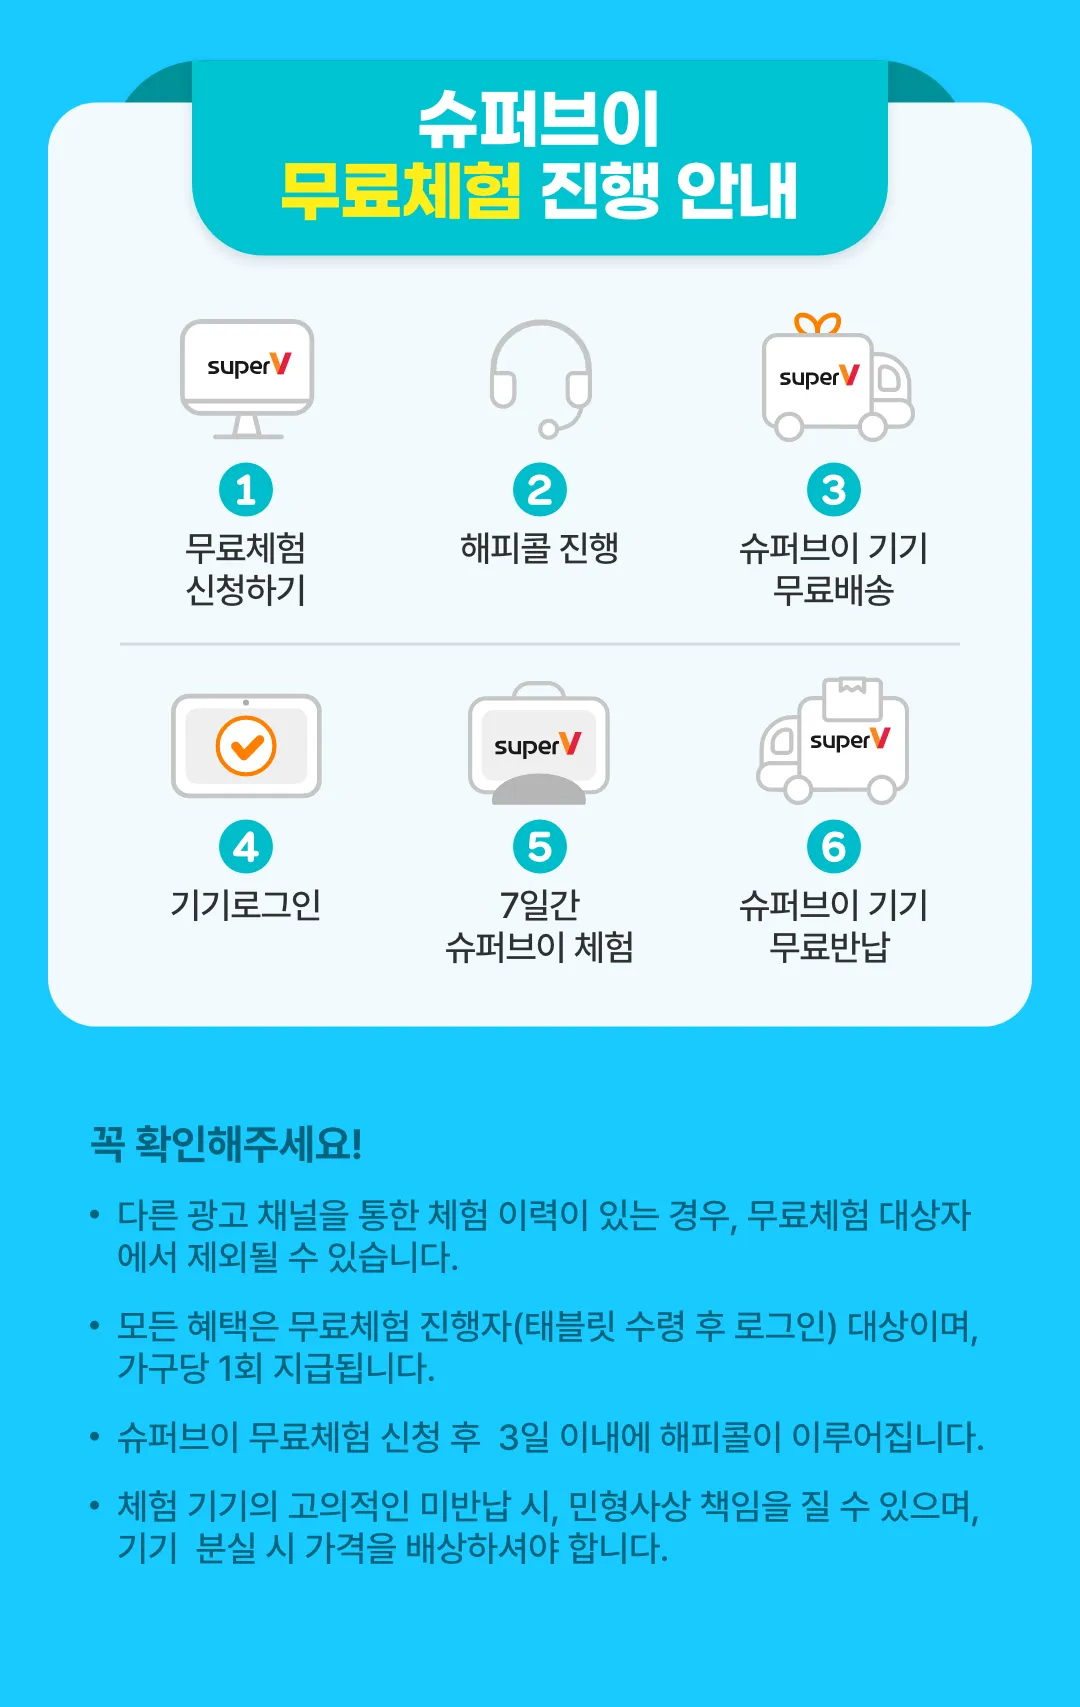 슈퍼브이
무료체험 진행 안내
superV
superV
1
2
3
무료체험
신청하기
해피콜 진행
슈퍼브이 기기
무료배송
superV
superV
4
5
6
기기로그인
7일간
슈퍼브이 체험
슈퍼브이 기기
무료반납
꼭 확인해주세요!
• 다른 광고 채널을 통한 체험 이력이 있는 경우, 무료체험 대상자
에서 제외될 수 있습니다.
• 모든 혜택은 무료체험 진행자(태블릿 수령 후 로그인) 대상이며,
가구당 1회 지급됩니다.
• 슈퍼브이 무료체험 신청 후 3일 이내에 해피콜이 이루어집니다.
• 체험 기기의 고의적인 미반납 시, 민형사상 책임을 질 수 있으며,
기기 분실 시 가격을 배상하셔야 합니다.